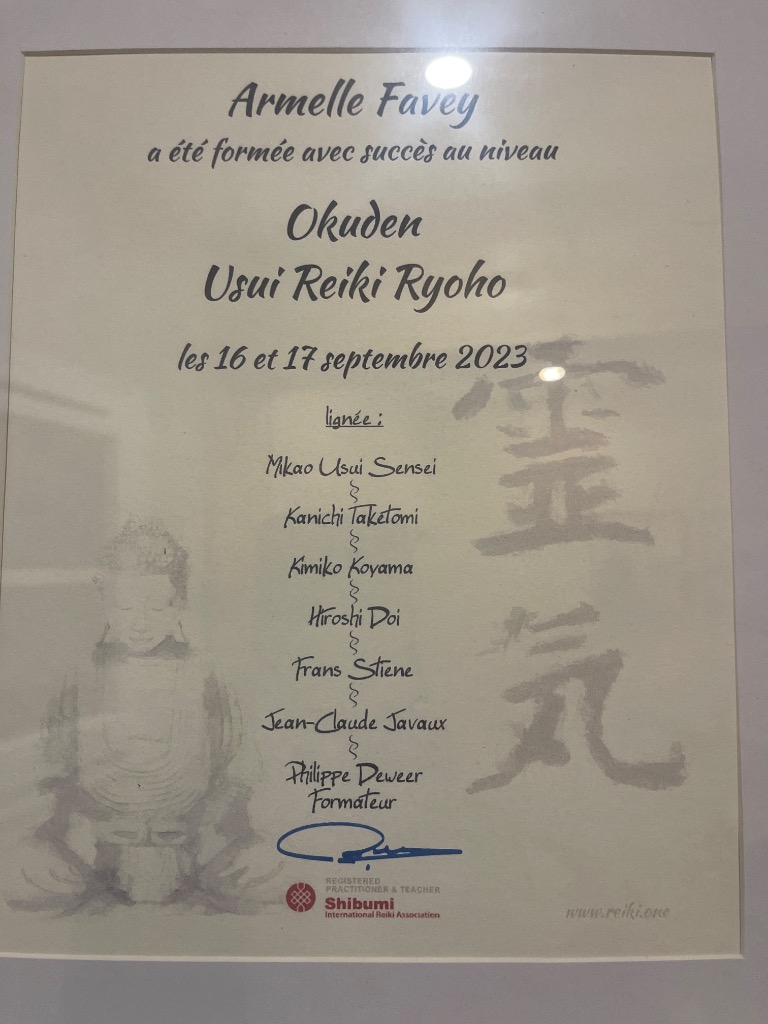 Armelle Favey
a été formée avec succès au niveau
Okuden
Usui Reiki Ryoho
les 16 et 17 septembre 2023
lignée :
Mikao Usui Sensei
Kanichi Taketomi
Kimiko Koyama
Hiroshi Doi
Frans Stiene
Jean-Claude Javaux
Philippe Deweer
Formateur
REGISTERED
PRACTITIONER & TEACHER
Shibumi
International Reiki Association
www.reiki.one
靈
気